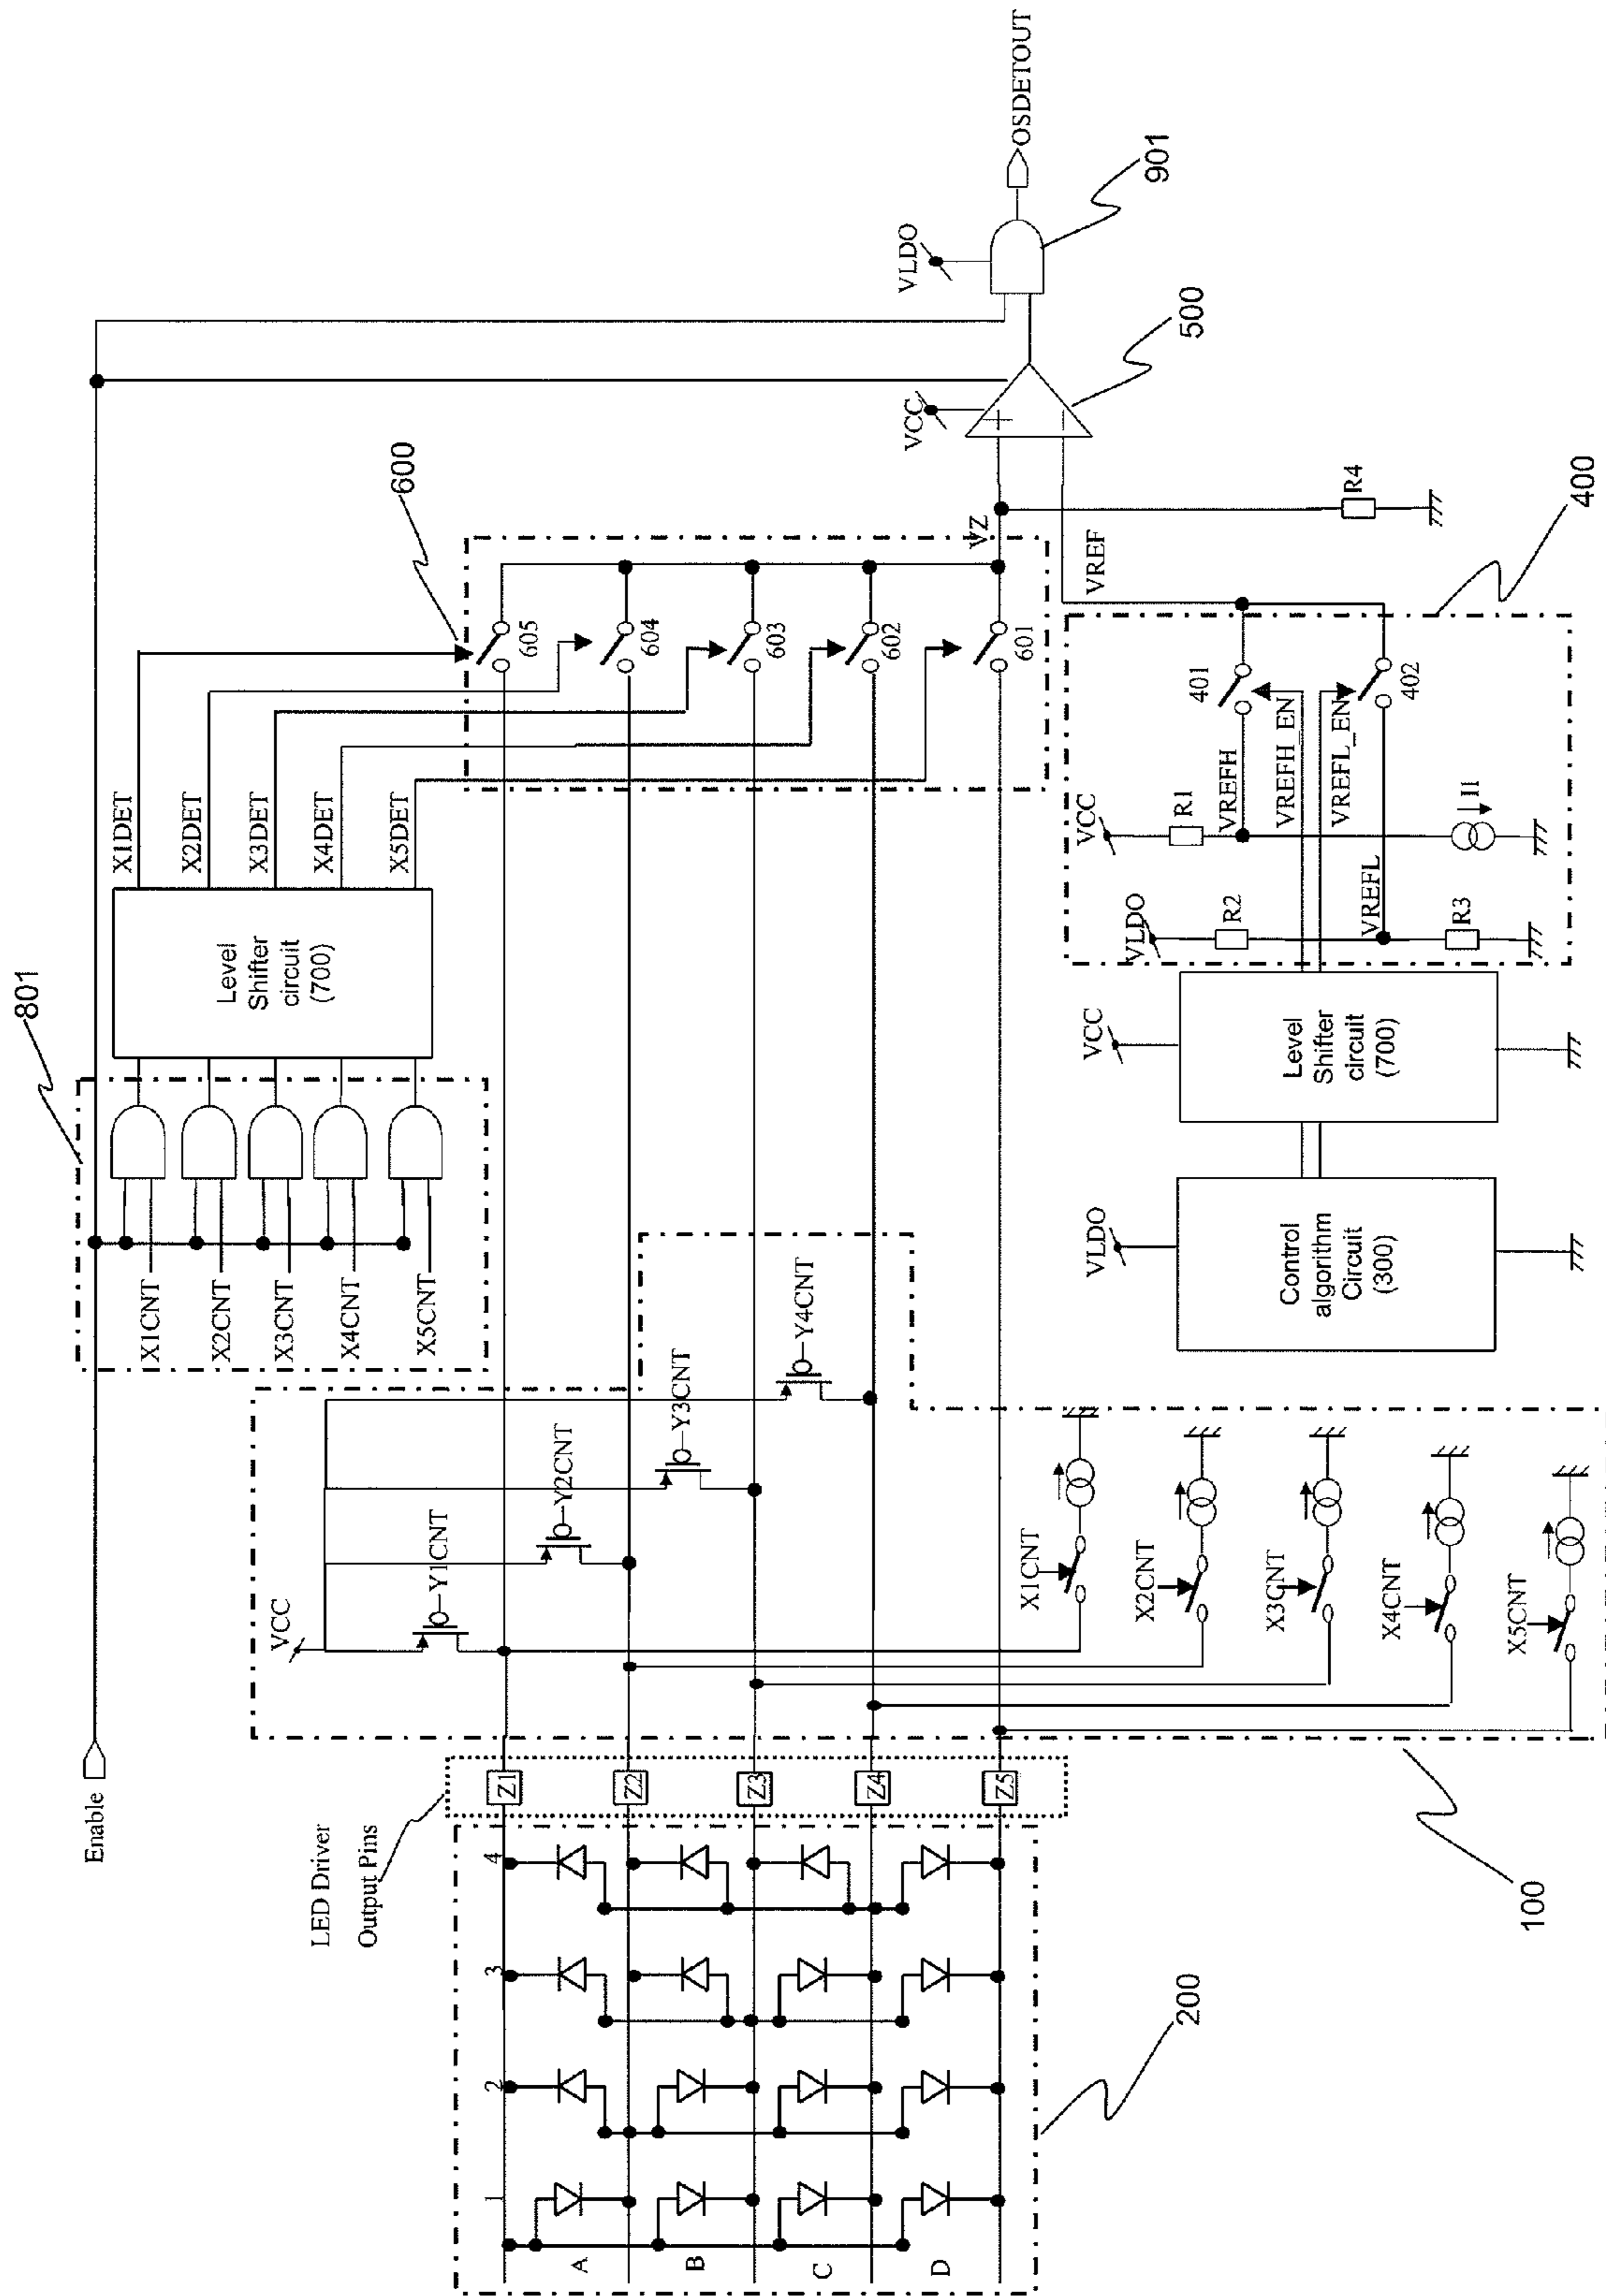 Enable
801
X1CNT
X2CNT
X3CNT
X4CNT
X5CNT
Level
Shifter
circuit
(700)
X1DET
X2DET
X3DET
X4DET
X5DET
600
605
604
603
602
601
VZ
VREF
R4
VCC
500
VLDO
901
OSDETOUT
LED Driver
Output Pins
Z1
Z2
Z3
Z4
Z5
1
2
3
4
A
B
C
D
200
100
VCC
Y1CNT
Y2CNT
Y3CNT
Y4CNT
X1CNT
X2CNT
X3CNT
X4CNT
X5CNT
VLDO
Control
algorithm
Circuit
(300)
VCC
Level
Shifter
circuit
(700)
VLDO
R2
VREFL
R3
VCC
R1
VREFH
VREFH_EN
VREFL_EN
I1
401
402
400